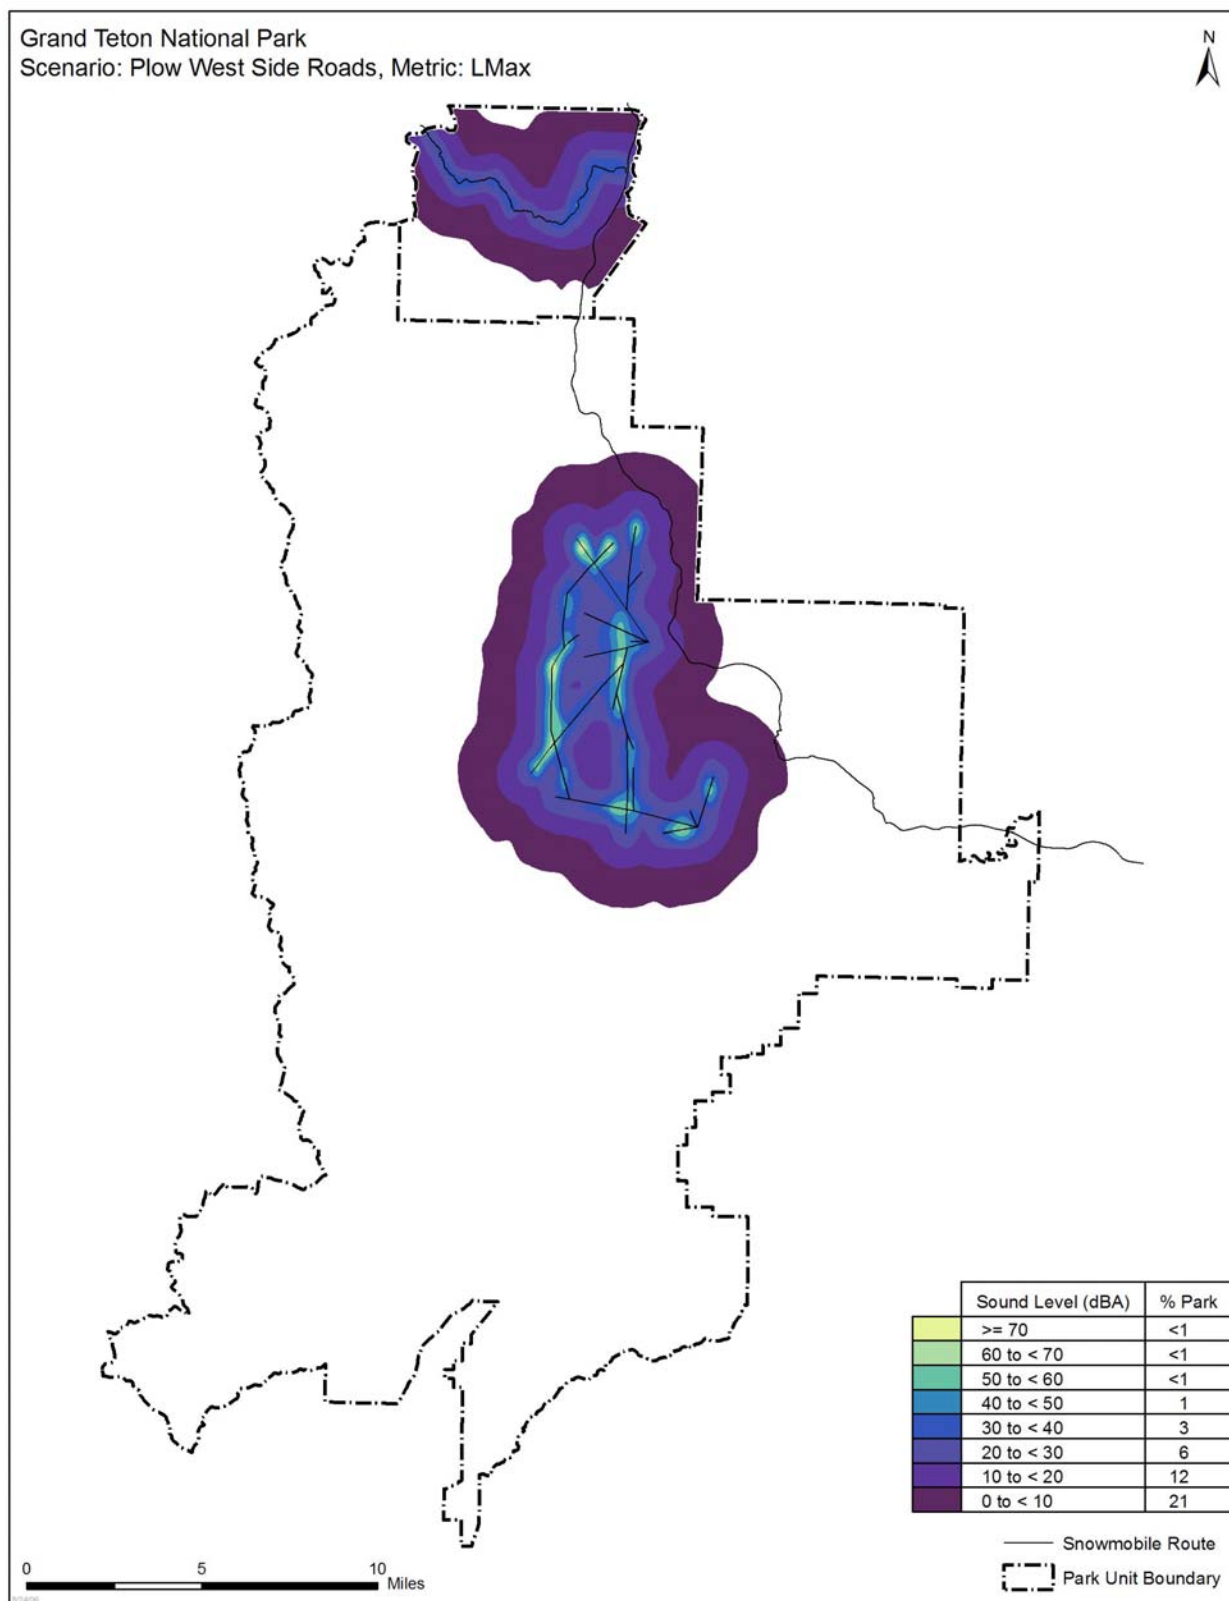 Grand Teton National Park
Scenario: Plow West Side Roads, Metric: LMax
N
Sound Level (dBA) % Park
>= 70 <1
60 to < 70 <1
50 to < 60 <1
40 to < 50 1
30 to < 40 3
20 to < 30 6
10 to < 20 12
0 to < 10 21
Snowmobile Route
Park Unit Boundary
0 5 10
Miles